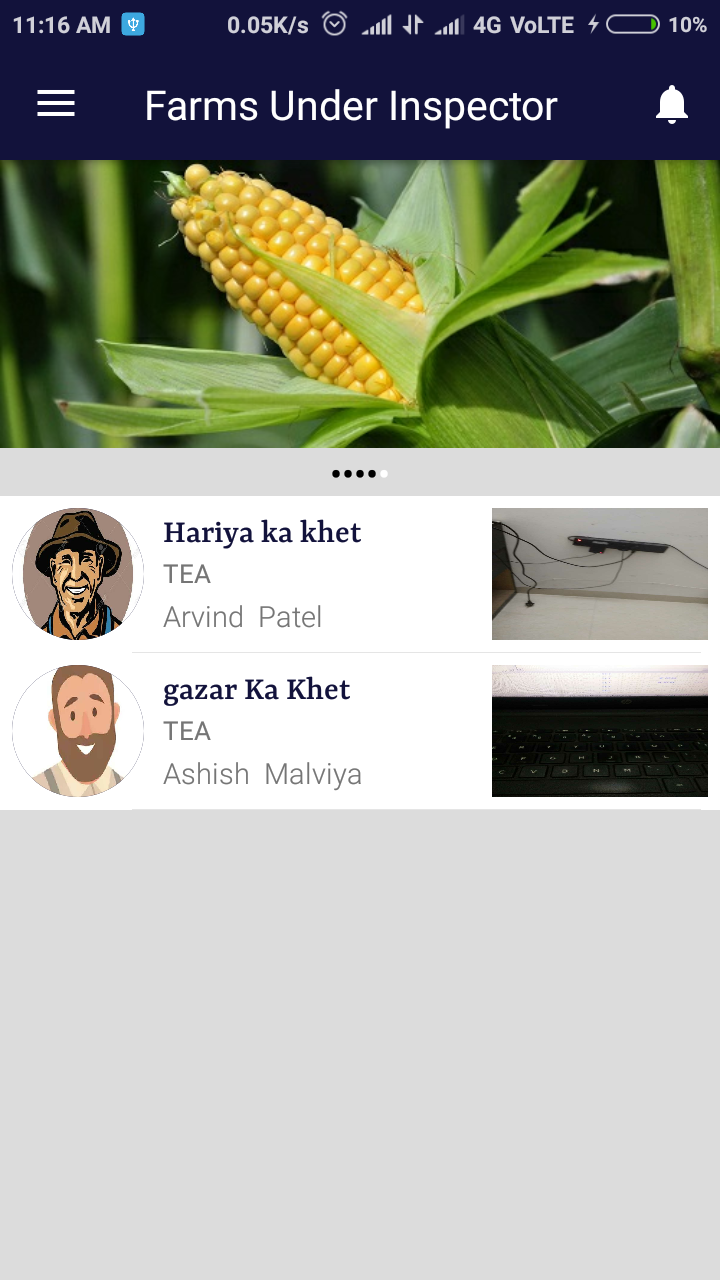 11:16 AM 0.05K/s 4G VoLTE 10%
Farms Under Inspector
Hariya ka khet
TEA
Arvind Patel
gazar Ka Khet
TEA
Ashish Malviya